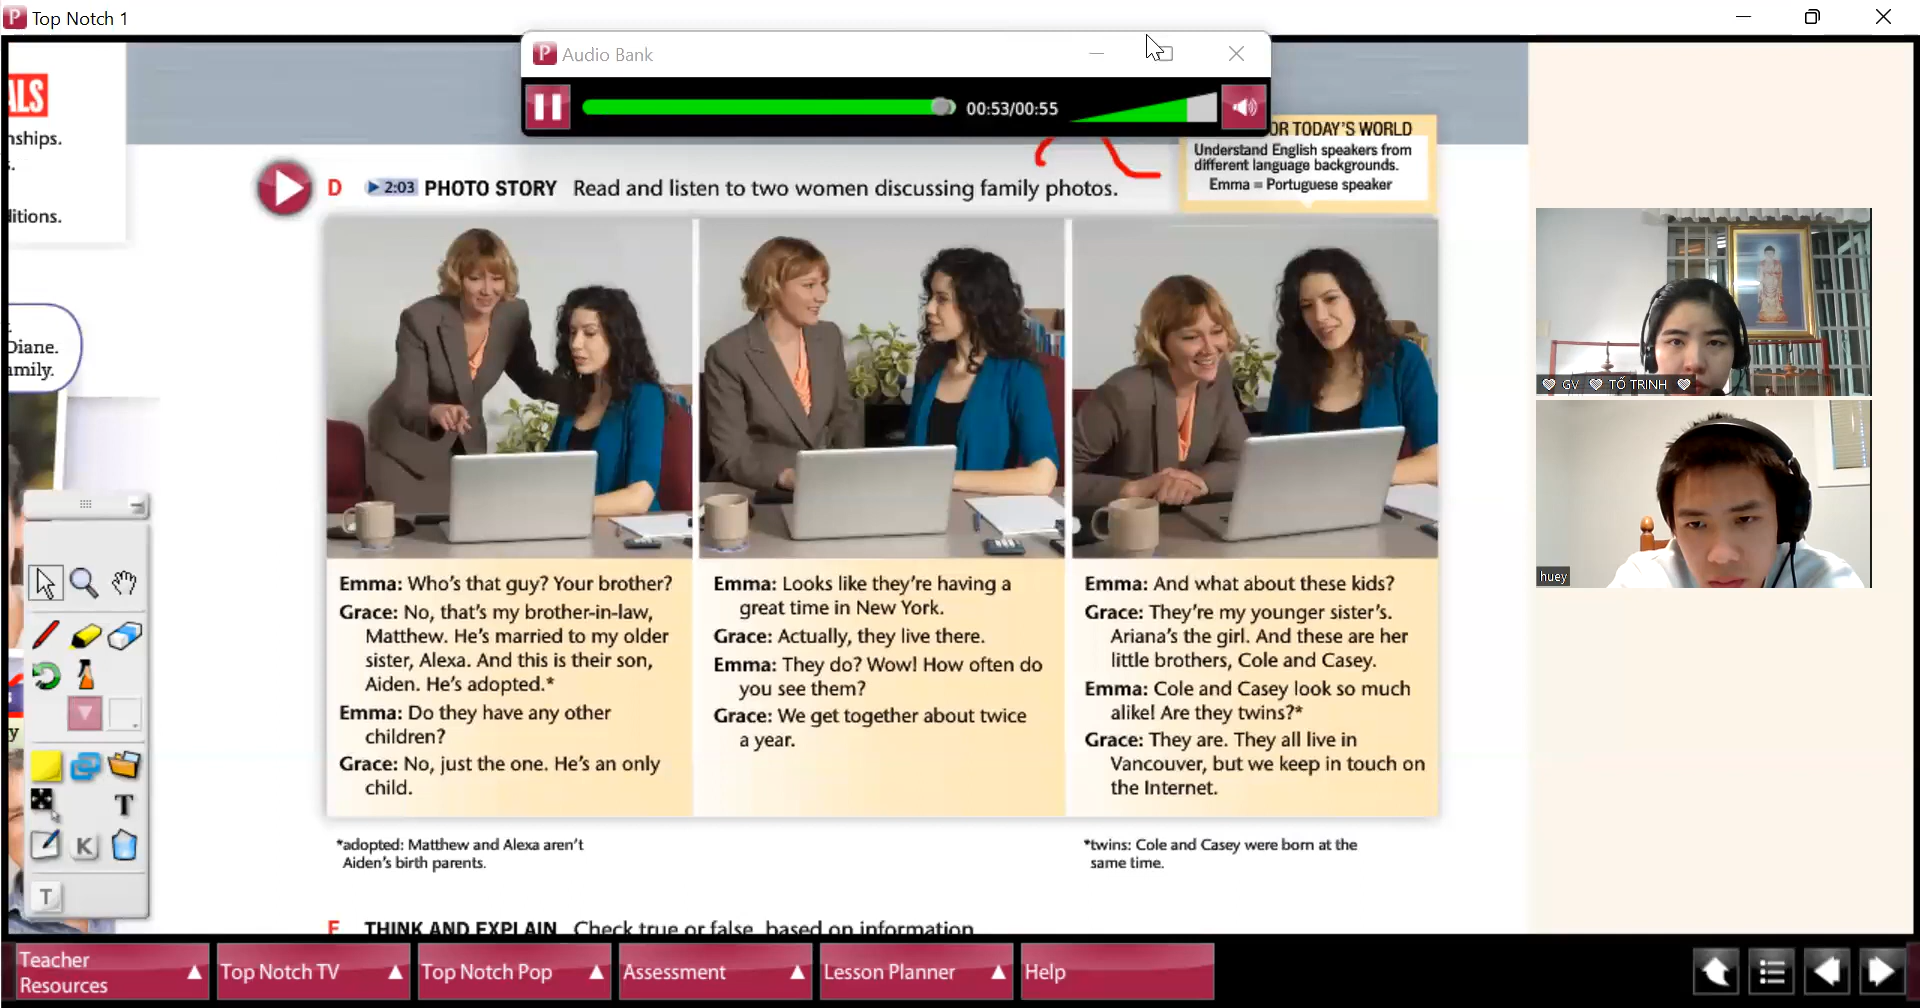 Top Notch 1
Audio Bank
00:53/00:55
ALS
nships.
s.
ditions.
Diane.
amily.
OR TODAY'S WORLD
Understand English speakers from
different language backgrounds.
Emma = Portuguese speaker
D 2:03 PHOTO STORY Read and listen to two women discussing family photos.
Emma: Who's that guy? Your brother?
Grace: No, that's my brother-in-law,
Matthew. He's married to my older
sister, Alexa. And this is their son,
Aiden. He's adopted.*
Emma: Do they have any other
children?
Grace: No, just the one. He's an only
child.
Emma: Looks like they're having a
great time in New York.
Grace: Actually, they live there.
Emma: They do? Wow! How often do
you see them?
Grace: We get together about twice
a year.
Emma: And what about these kids?
Grace: They're my younger sister's.
Ariana's the girl. And these are her
little brothers, Cole and Casey.
Emma: Cole and Casey look so much
alike! Are they twins?*
Grace: They are. They all live in
Vancouver, but we keep in touch on
the Internet.
*adopted: Matthew and Alexa aren't
Aiden's birth parents.
*twins: Cole and Casey were born at the
same time.
E THINK AND EXPLAIN Check true or false, based on information
GV TỐ TRINH
huey
T
K
T
y
Teacher
Resources
Top Notch TV
Top Notch Pop
Assessment
Lesson Planner
Help